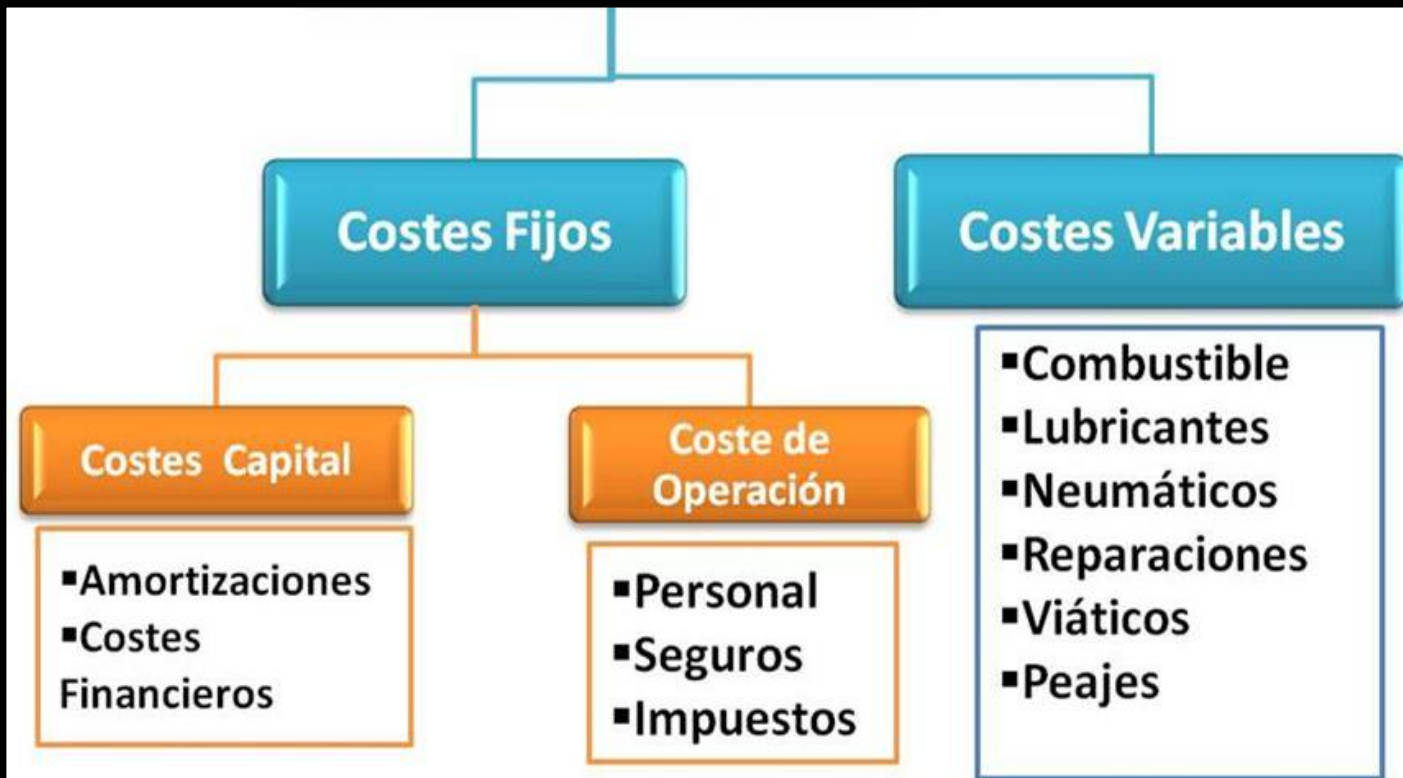 Costes Fijos
Costes Variables
Costes Capital
▪Amortizaciones
▪Costes
Financieros
Coste de
Operación
▪Personal
▪Seguros
▪Impuestos
▪Combustible
▪Lubricantes
▪Neumáticos
▪Reparaciones
▪Viáticos
▪Peajes